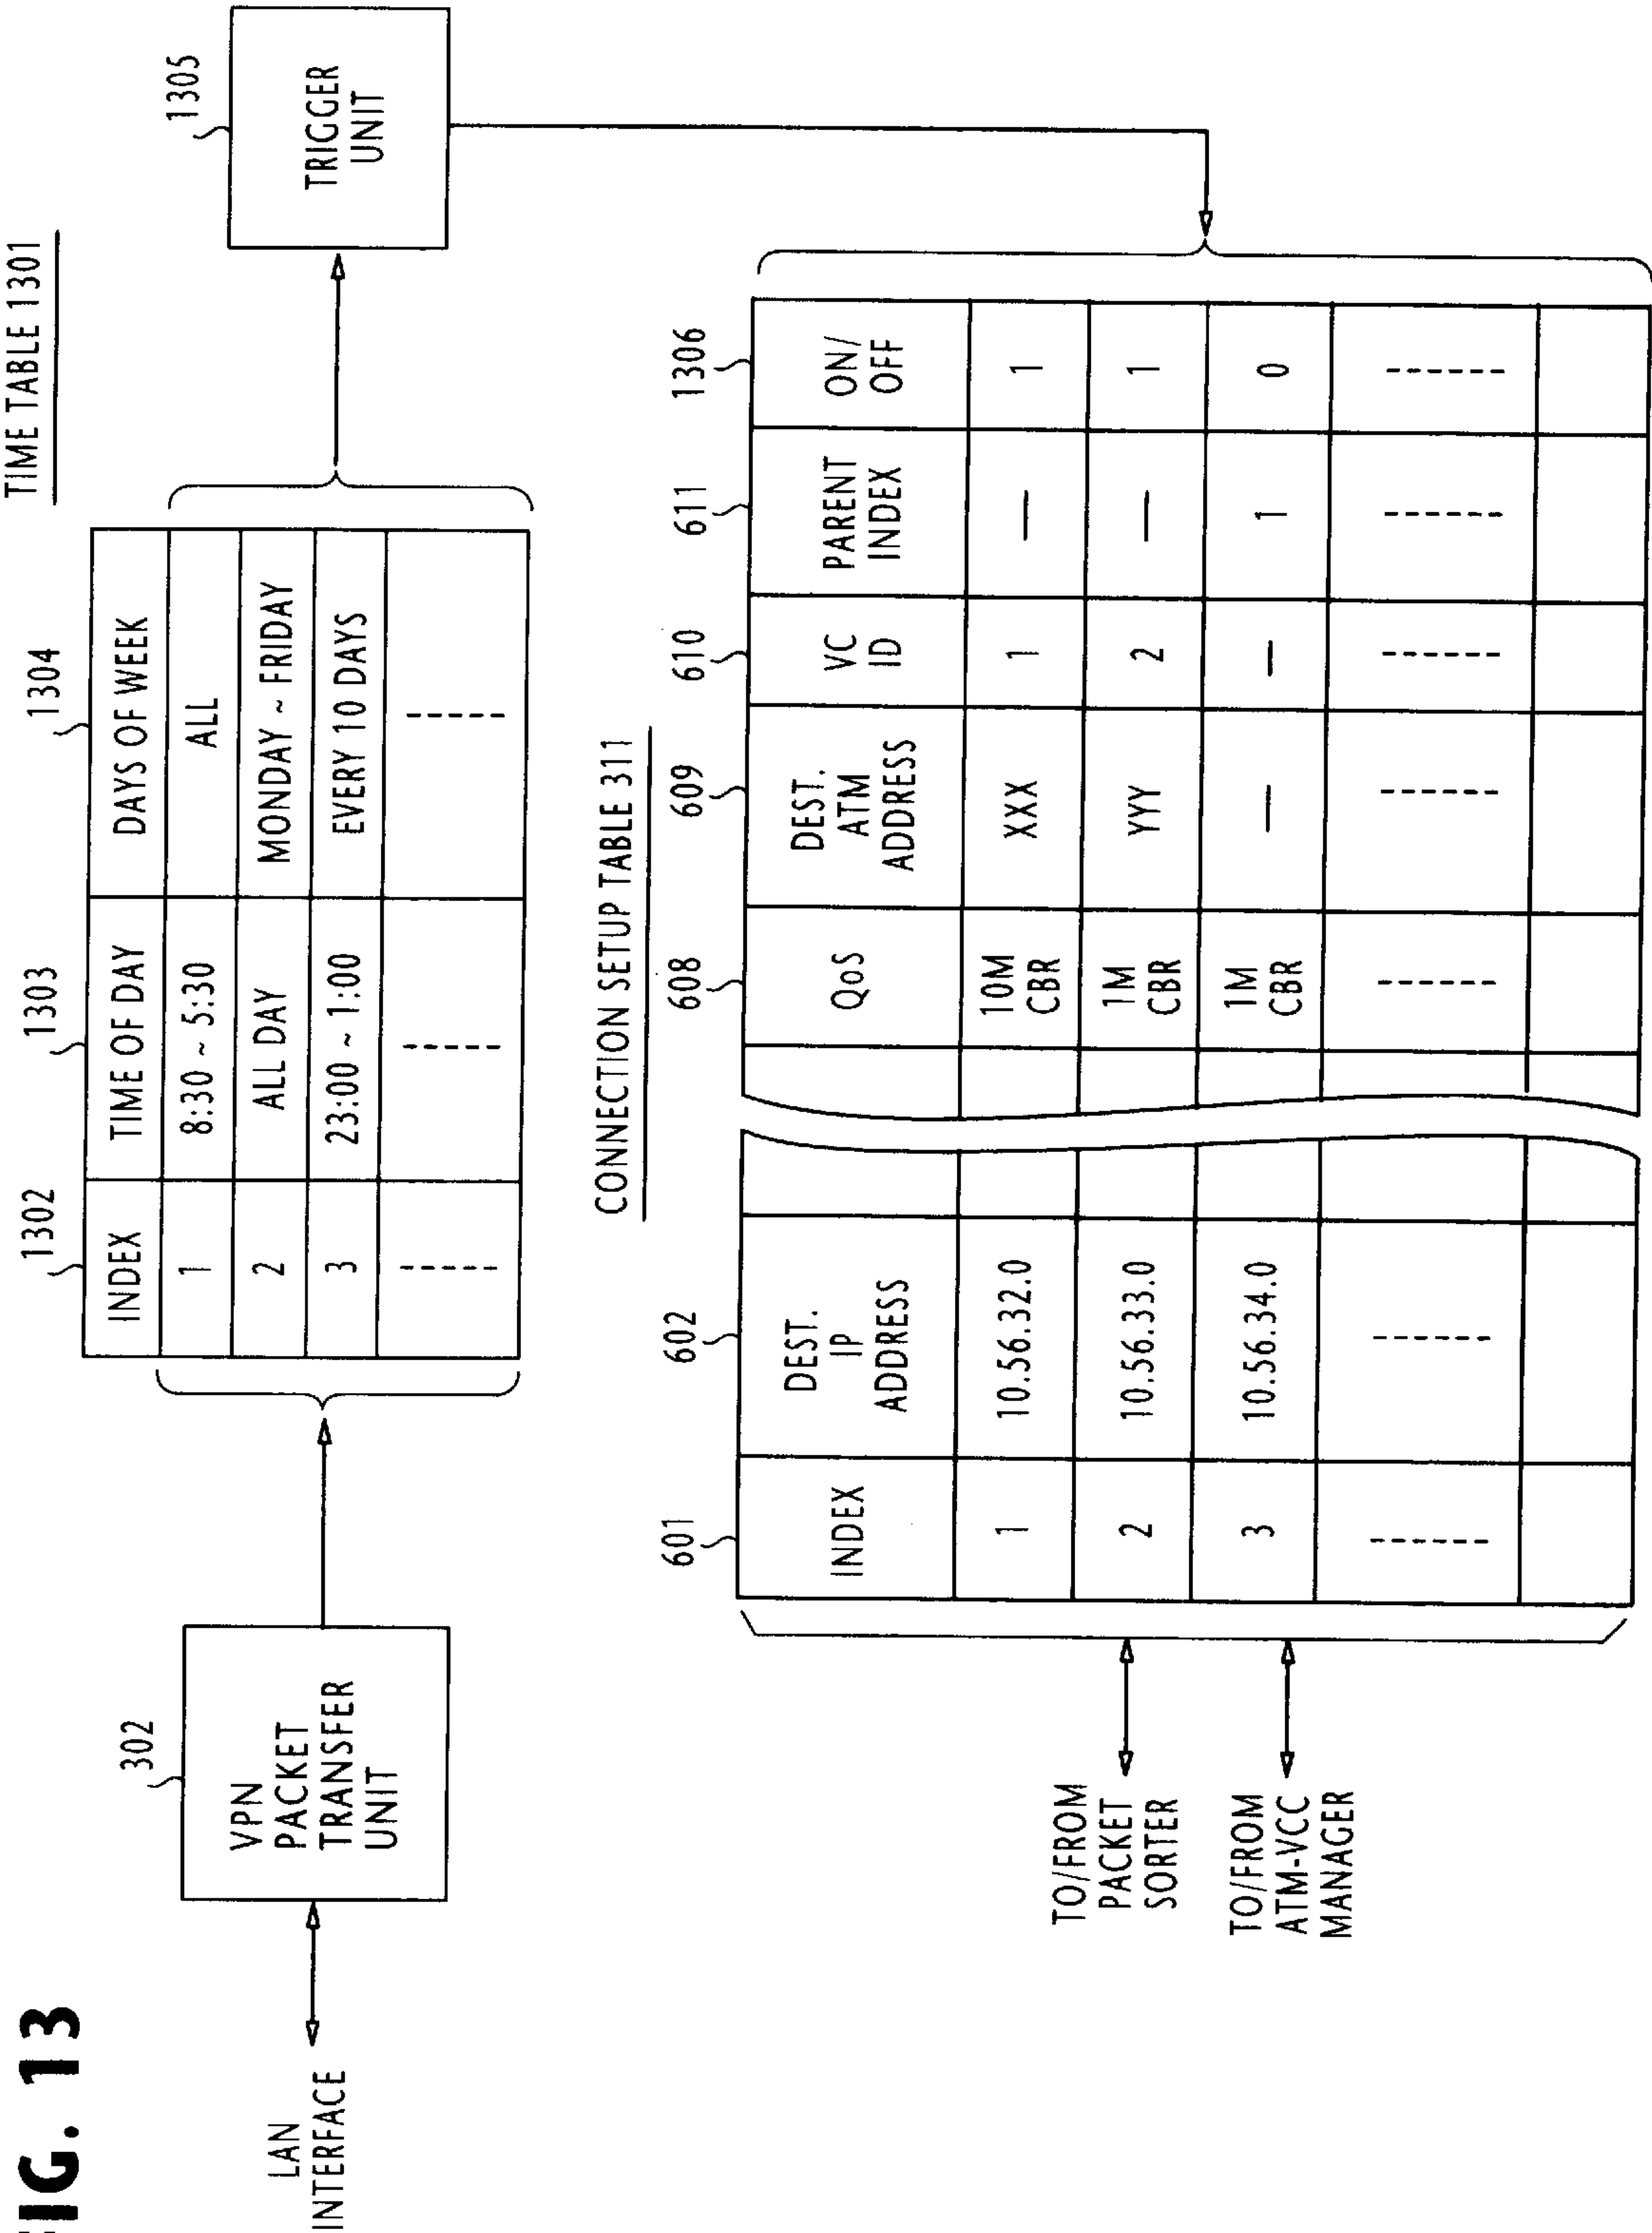 FIG. 13
TIME TABLE 1301
1302
1303
1304
INDEX TIME OF DAY DAYS OF WEEK
1 8:30 ~ 5:30 ALL
2 ALL DAY MONDAY ~ FRIDAY
3 23:00 ~ 1:00 EVERY 10 DAYS
LAN
INTERFACE
302
VPN
PACKET
TRANSFER
UNIT
1305
TRIGGER
UNIT
CONNECTION SETUP TABLE 311
601
602
608
609
610
611
1306
INDEX
DEST.
IP
ADDRESS
QoS
DEST.
ATM
ADDRESS
VC
ID
PARENT
INDEX
ON/
OFF
1 10.56.32.0 10M CBR XXX 1 — 1
2 10.56.33.0 1M CBR YYY 2 — 1
3 10.56.34.0 1M CBR — — 1 0
TO/FROM
PACKET
SORTER
TO/FROM
ATM-VCC
MANAGER